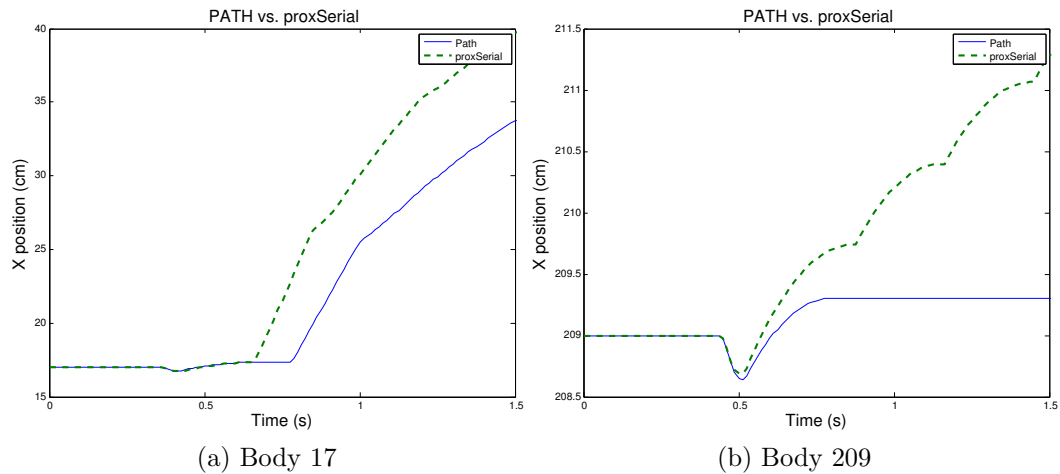 PATH vs. proxSerial
40
35
30
25
20
15
X position (cm)
Path
proxSerial
0
0.5
1
1.5
Time (s)
(a) Body 17
PATH vs. proxSerial
211.5
211
210.5
210
209.5
209
208.5
X position (cm)
Path
proxSerial
0
0.5
1
1.5
Time (s)
(b) Body 209